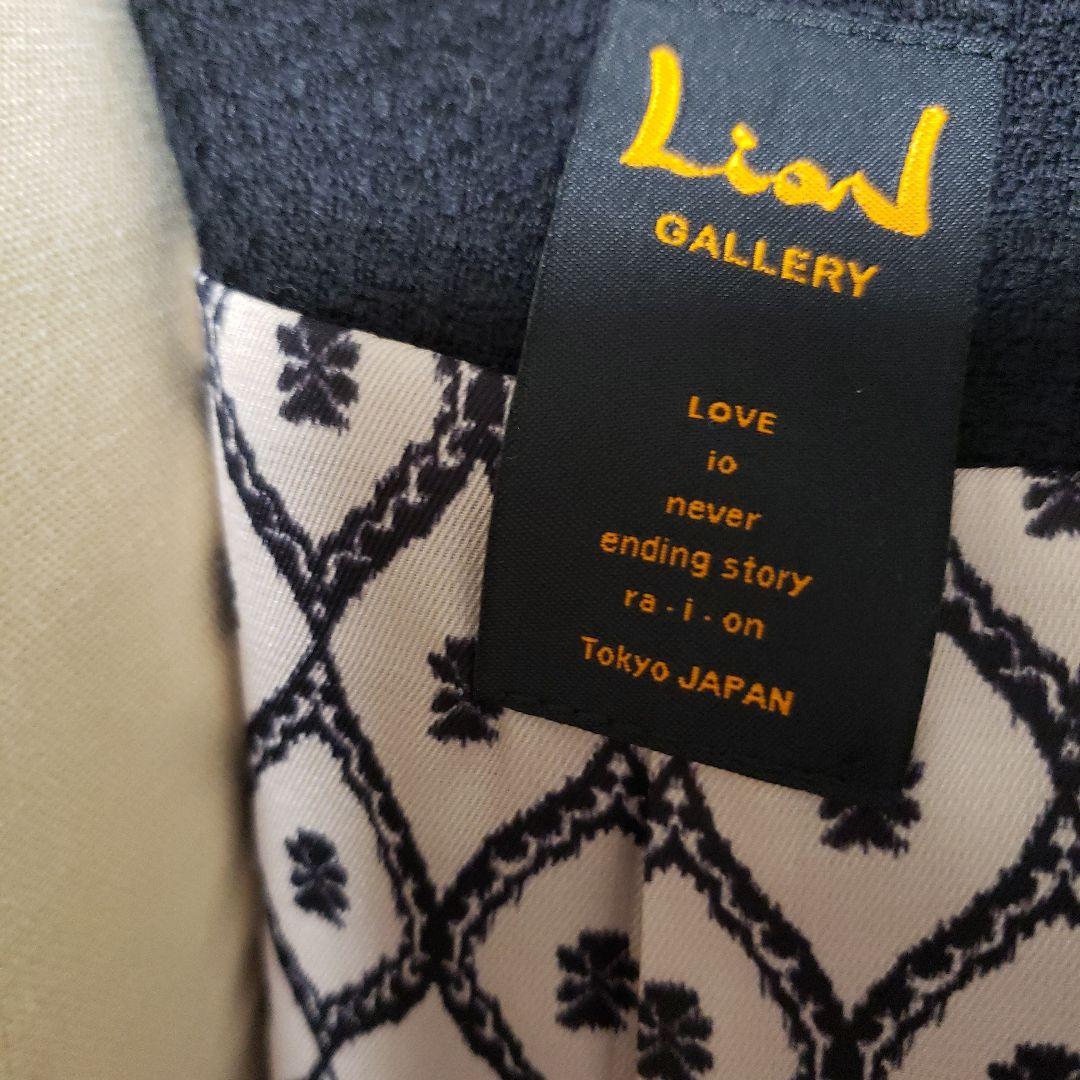 Lion
GALLERY
LOVE
io
never
ending story
ra-i-on
Tokyo JAPAN